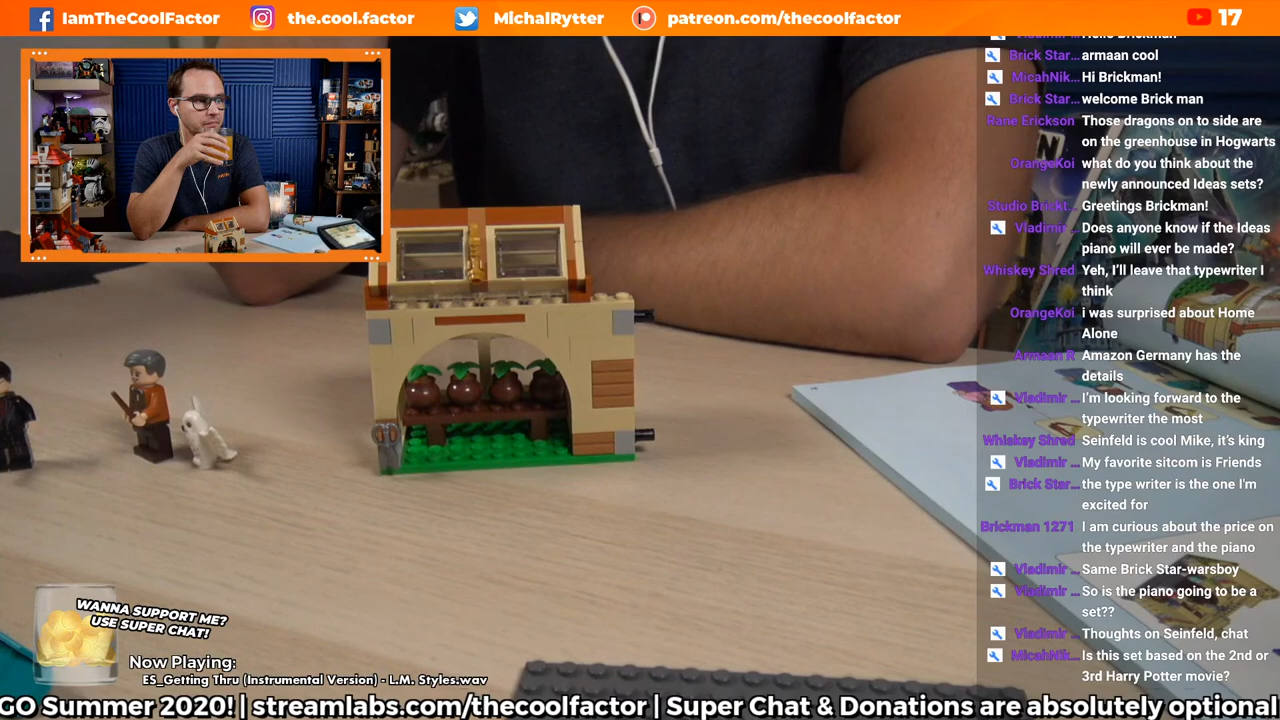 IamTheCoolFactor
the.cool.factor
MichalRytter
patreon.com/thecoolfactor
17
Hello Brickman
Brick Star... armaan cool
MicahNik... Hi Brickman!
Brick Star... welcome Brick man
Rane Erickson Those dragons on to side are
on the greenhouse in Hogwarts
OrangeKoi what do you think about the
newly announced Ideas sets?
Studio Brickt... Greetings Brickman!
Vladimir ... Does anyone know if the Ideas
piano will ever be made?
Whiskey Shred Yeh, I'll leave that typewriter I
think
OrangeKoi i was surprised about Home
Alone
Armaan R Amazon Germany has the
details
Vladimir ... I'm looking forward to the
typewriter the most
Whiskey Shred Seinfeld is cool Mike, it's king
Vladimir ... My favorite sitcom is Friends
Brick Star... the type writer is the one I'm
excited for
Brickman 1271 I am curious about the price on
the typewriter and the piano
Vladimir ... Same Brick Star-warsboy
Vladimir ... So is the piano going to be a
set??
Vladimir ... Thoughts on Seinfeld, chat
MicahNik... Is this set based on the 2nd or
3rd Harry Potter movie?
WANNA SUPPORT ME?
USE SUPER CHAT!
Now Playing:
ES_Getting Thru (Instrumental Version) - L.M. Styles.wav
GO Summer 2020! | streamlabs.com/thecoolfactor | Super Chat & Donations are absolutely optional